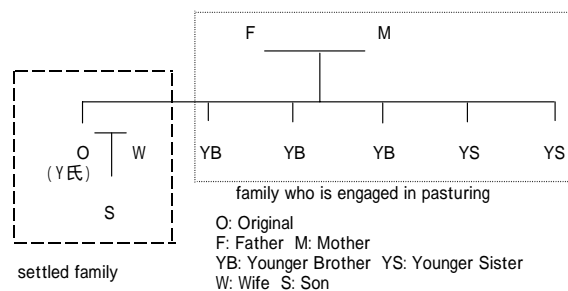 F M
O W YB YB YB YS YS
(Y氏)
S
family who is engaged in pasturing
settled family
O: Original
F: Father M: Mother
YB: Younger Brother YS: Younger Sister
W: Wife S: Son